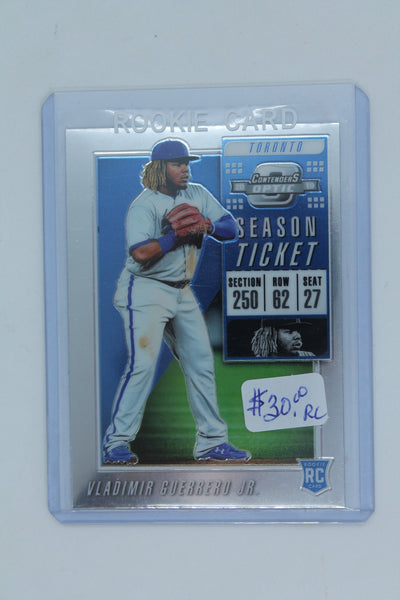 ROOKIE CARD
TORONTO
CONTENDERS
OPTIC
SEASON
TICKET
SECTION ROW SEAT
250 62 27
$30.00
RC
VLADIMIR GUERRERO JR.
ROOKIE
RC
CARD